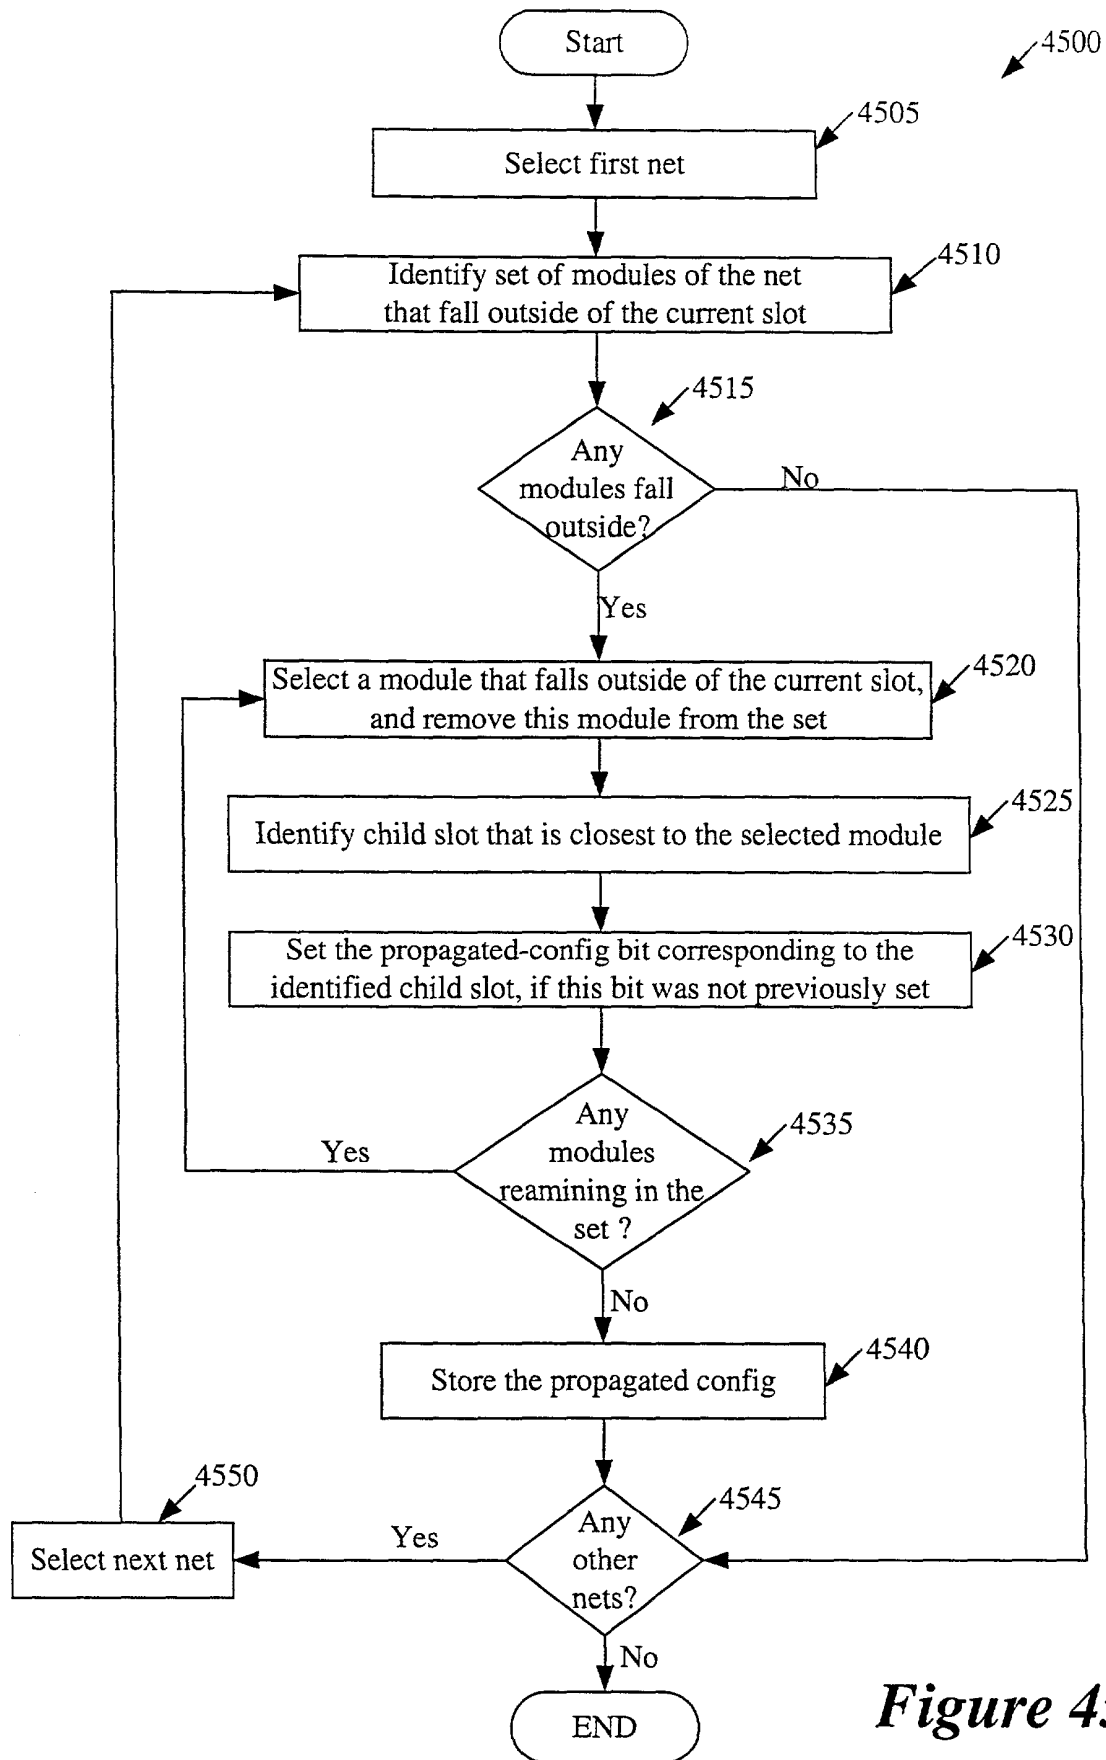 Start
4500
4505
Select first net
4510
Identify set of modules of the net
that fall outside of the current slot
4515
Any
modules fall
outside?
No
Yes
4520
Select a module that falls outside of the current slot,
and remove this module from the set
4525
Identify child slot that is closest to the selected module
4530
Set the propagated-config bit corresponding to the
identified child slot, if this bit was not previously set
4535
Any
modules
reamining in the
set ?
Yes
No
4540
Store the propagated config
4550
4545
Any
other
nets?
Yes
Select next net
No
END
Figure 4